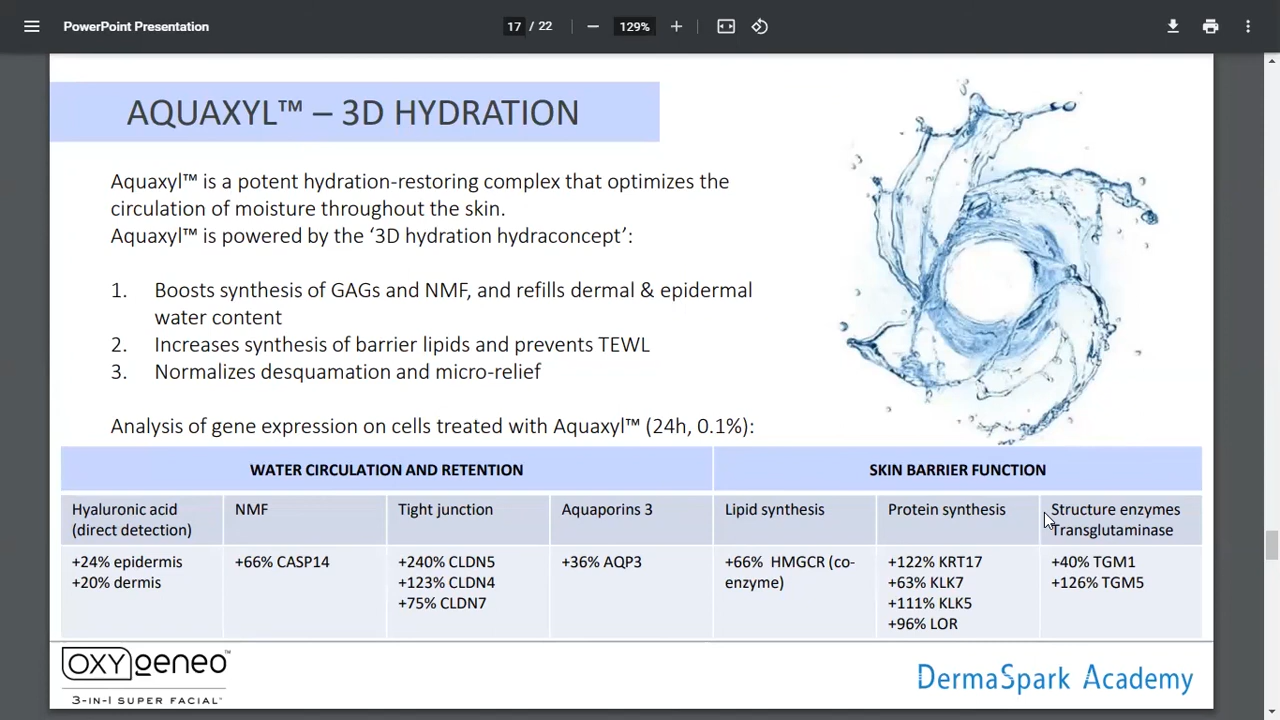 PowerPoint Presentation
17 / 22
129%
AQUAXYL™ – 3D HYDRATION
Aquaxyl™ is a potent hydration-restoring complex that optimizes the
circulation of moisture throughout the skin.
Aquaxyl™ is powered by the ‘3D hydration hydraconcept’:
1. Boosts synthesis of GAGs and NMF, and refills dermal & epidermal
water content
2. Increases synthesis of barrier lipids and prevents TEWL
3. Normalizes desquamation and micro-relief
Analysis of gene expression on cells treated with Aquaxyl™ (24h, 0.1%):
WATER CIRCULATION AND RETENTION
SKIN BARRIER FUNCTION
Hyaluronic acid
(direct detection)
NMF
Tight junction
Aquaporins 3
Lipid synthesis
Protein synthesis
Structure enzymes
Transglutaminase
+24% epidermis
+20% dermis
+66% CASP14
+240% CLDN5
+123% CLDN4
+75% CLDN7
+36% AQP3
+66% HMGCR (co-
enzyme)
+122% KRT17
+63% KLK7
+111% KLK5
+96% LOR
+40% TGM1
+126% TGM5
OXYgeneo™
3-IN-1 SUPER FACIAL™
DermaSpark Academy